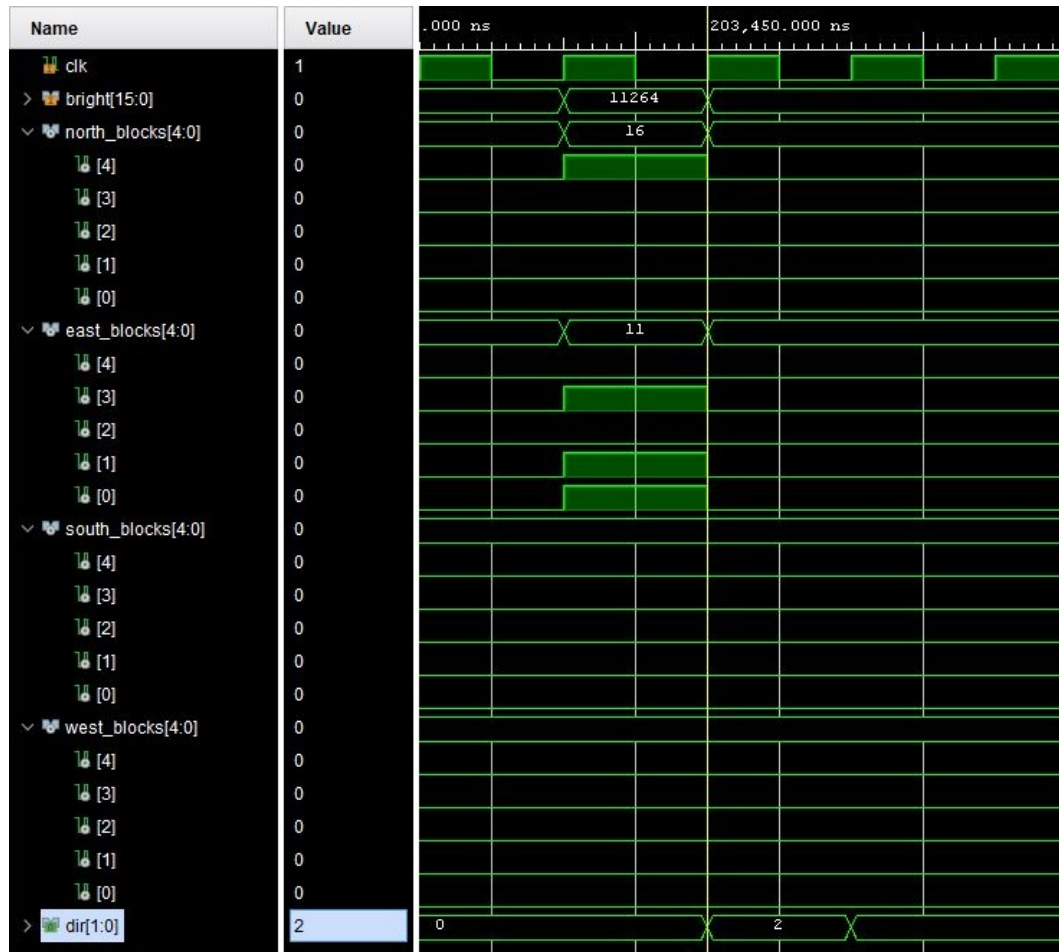 Name Value .000 ns 203,450.000 ns
clk 1
bright[15:0] 0 11264
north_blocks[4:0] 0 16
[4] 0
[3] 0
[2] 0
[1] 0
[0] 0
east_blocks[4:0] 0 11
[4] 0
[3] 0
[2] 0
[1] 0
[0] 0
south_blocks[4:0] 0
[4] 0
[3] 0
[2] 0
[1] 0
[0] 0
west_blocks[4:0] 0
[4] 0
[3] 0
[2] 0
[1] 0
[0] 0
dir[1:0] 2 0 2